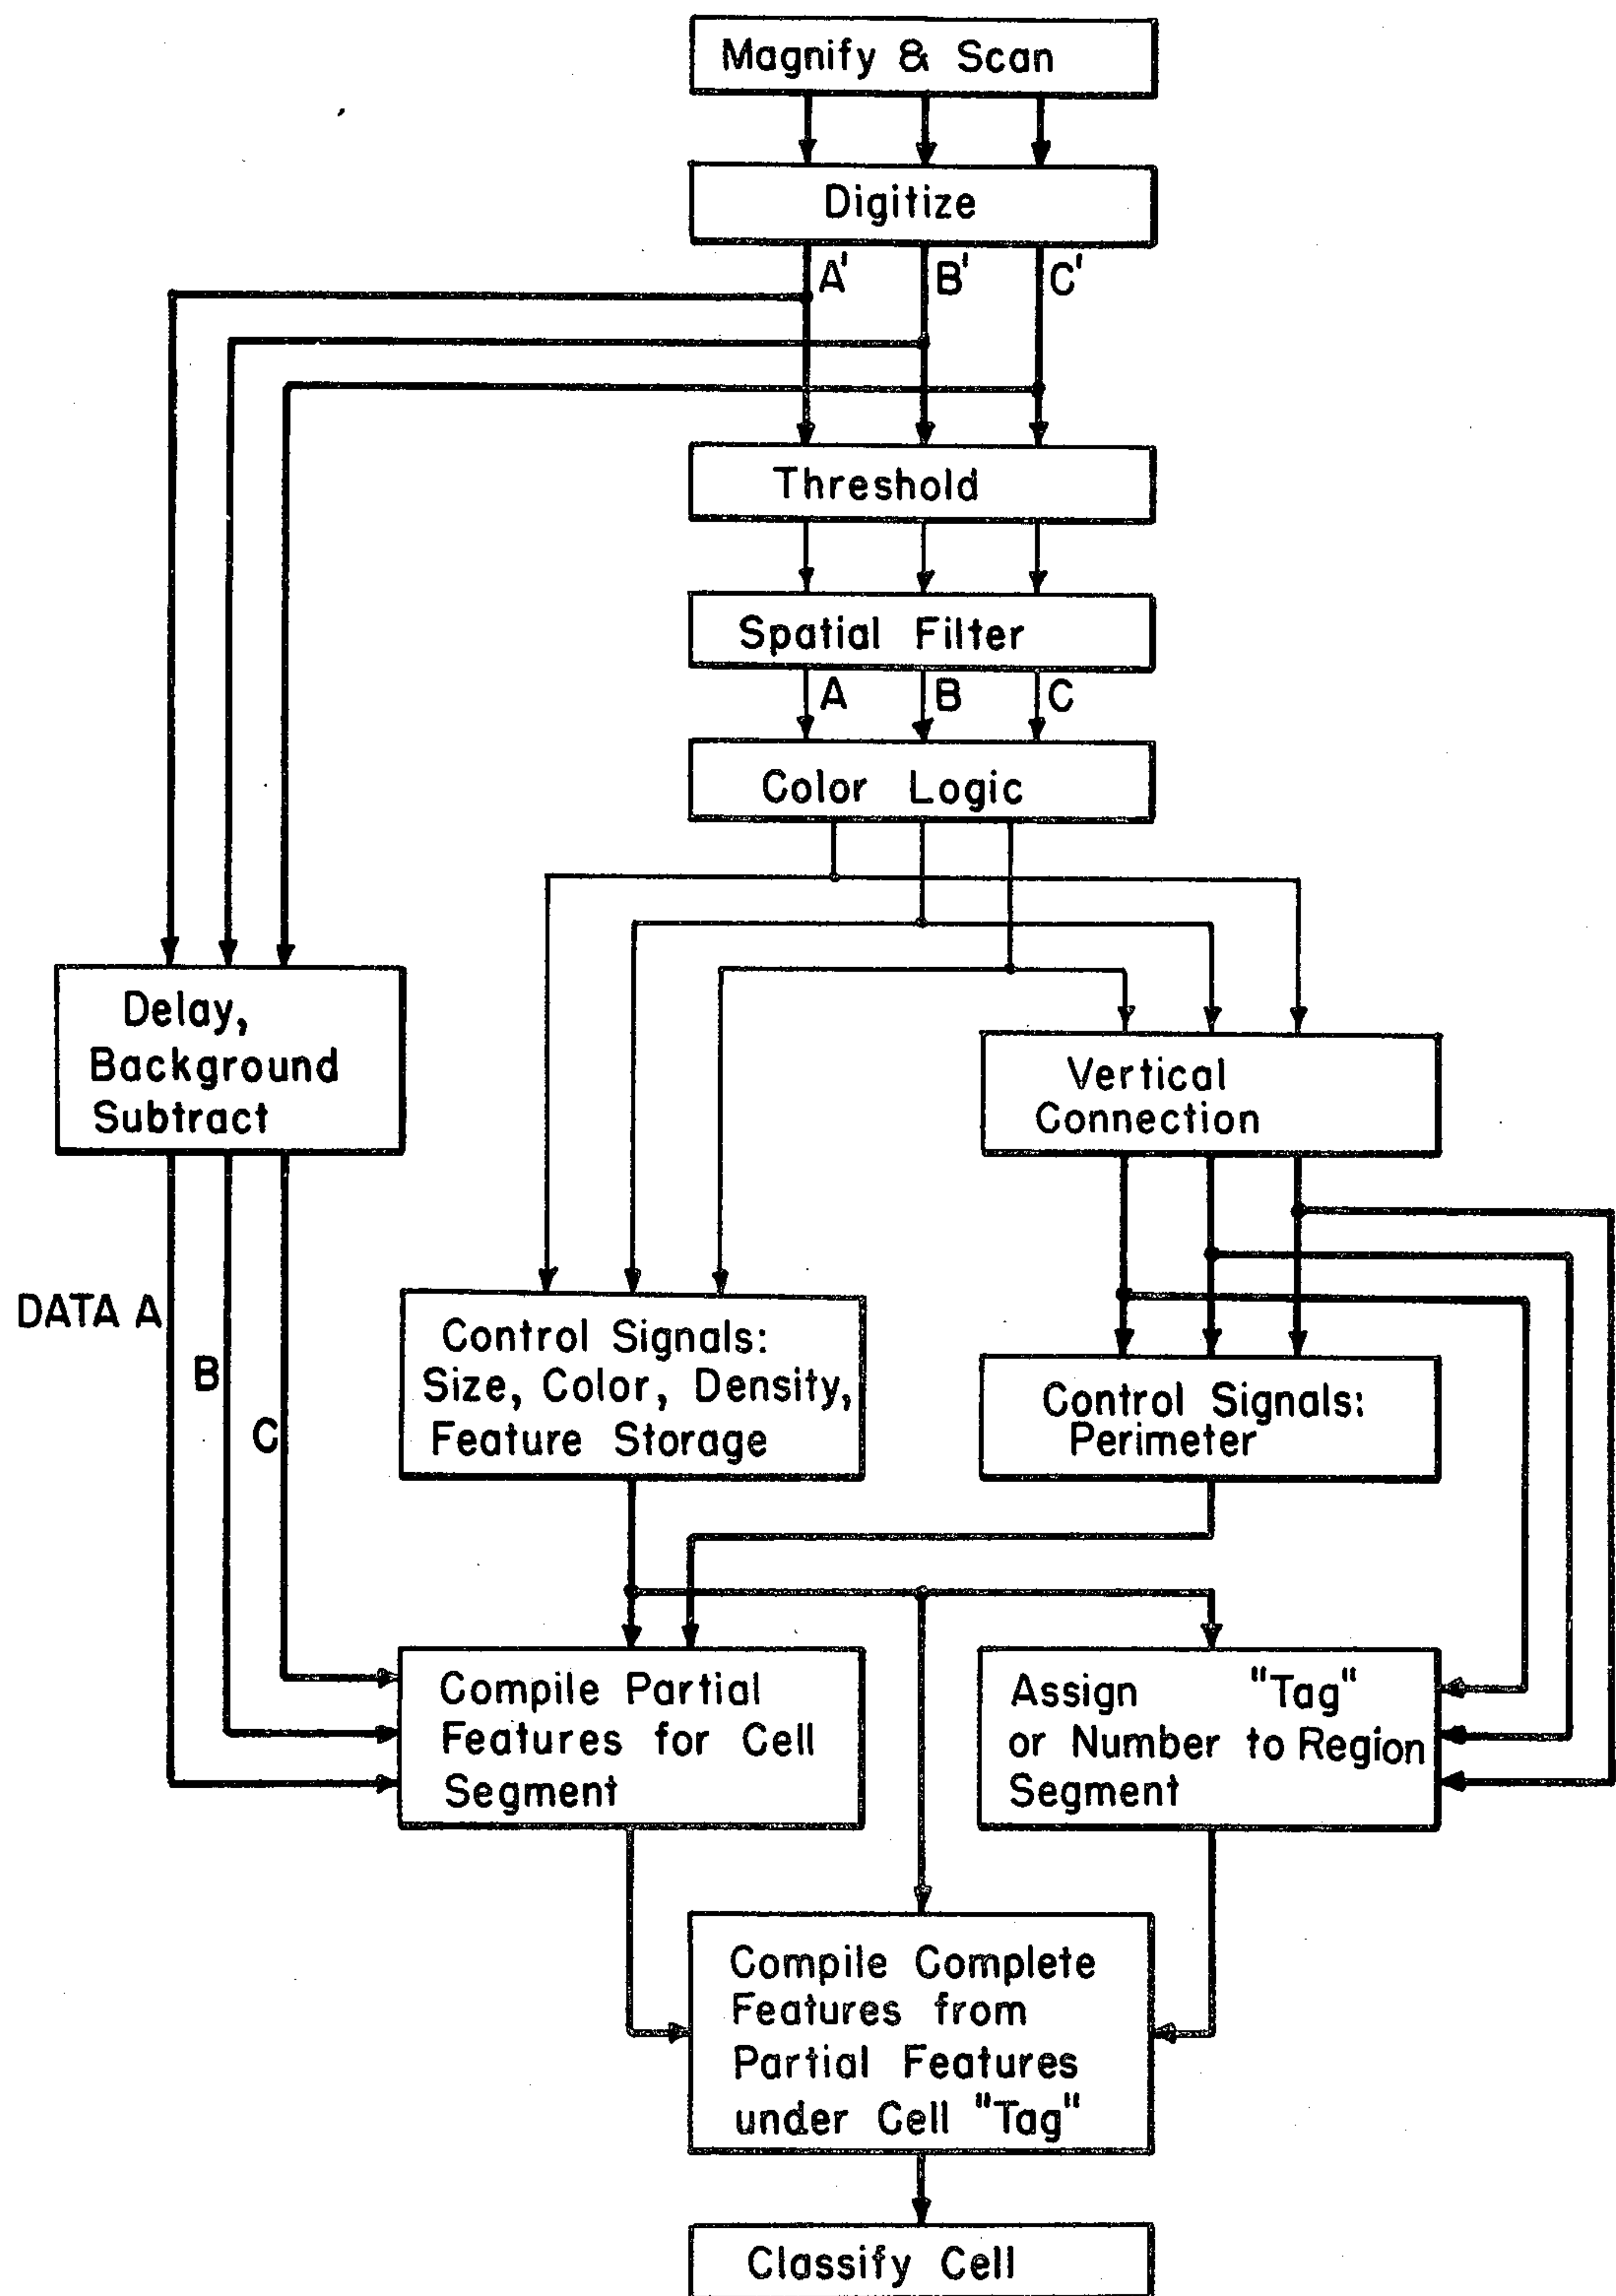 Magnify & Scan
Digitize
A' B' C'
Threshold
Spatial Filter
A B C
Color Logic
Delay,
Background
Subtract
Vertical
Connection
DATA A
B
C
Control Signals:
Size, Color, Density,
Feature Storage
Control Signals:
Perimeter
Compile Partial
Features for Cell
Segment
Assign "Tag"
or Number to Region
Segment
Compile Complete
Features from
Partial Features
under Cell "Tag"
Classify Cell